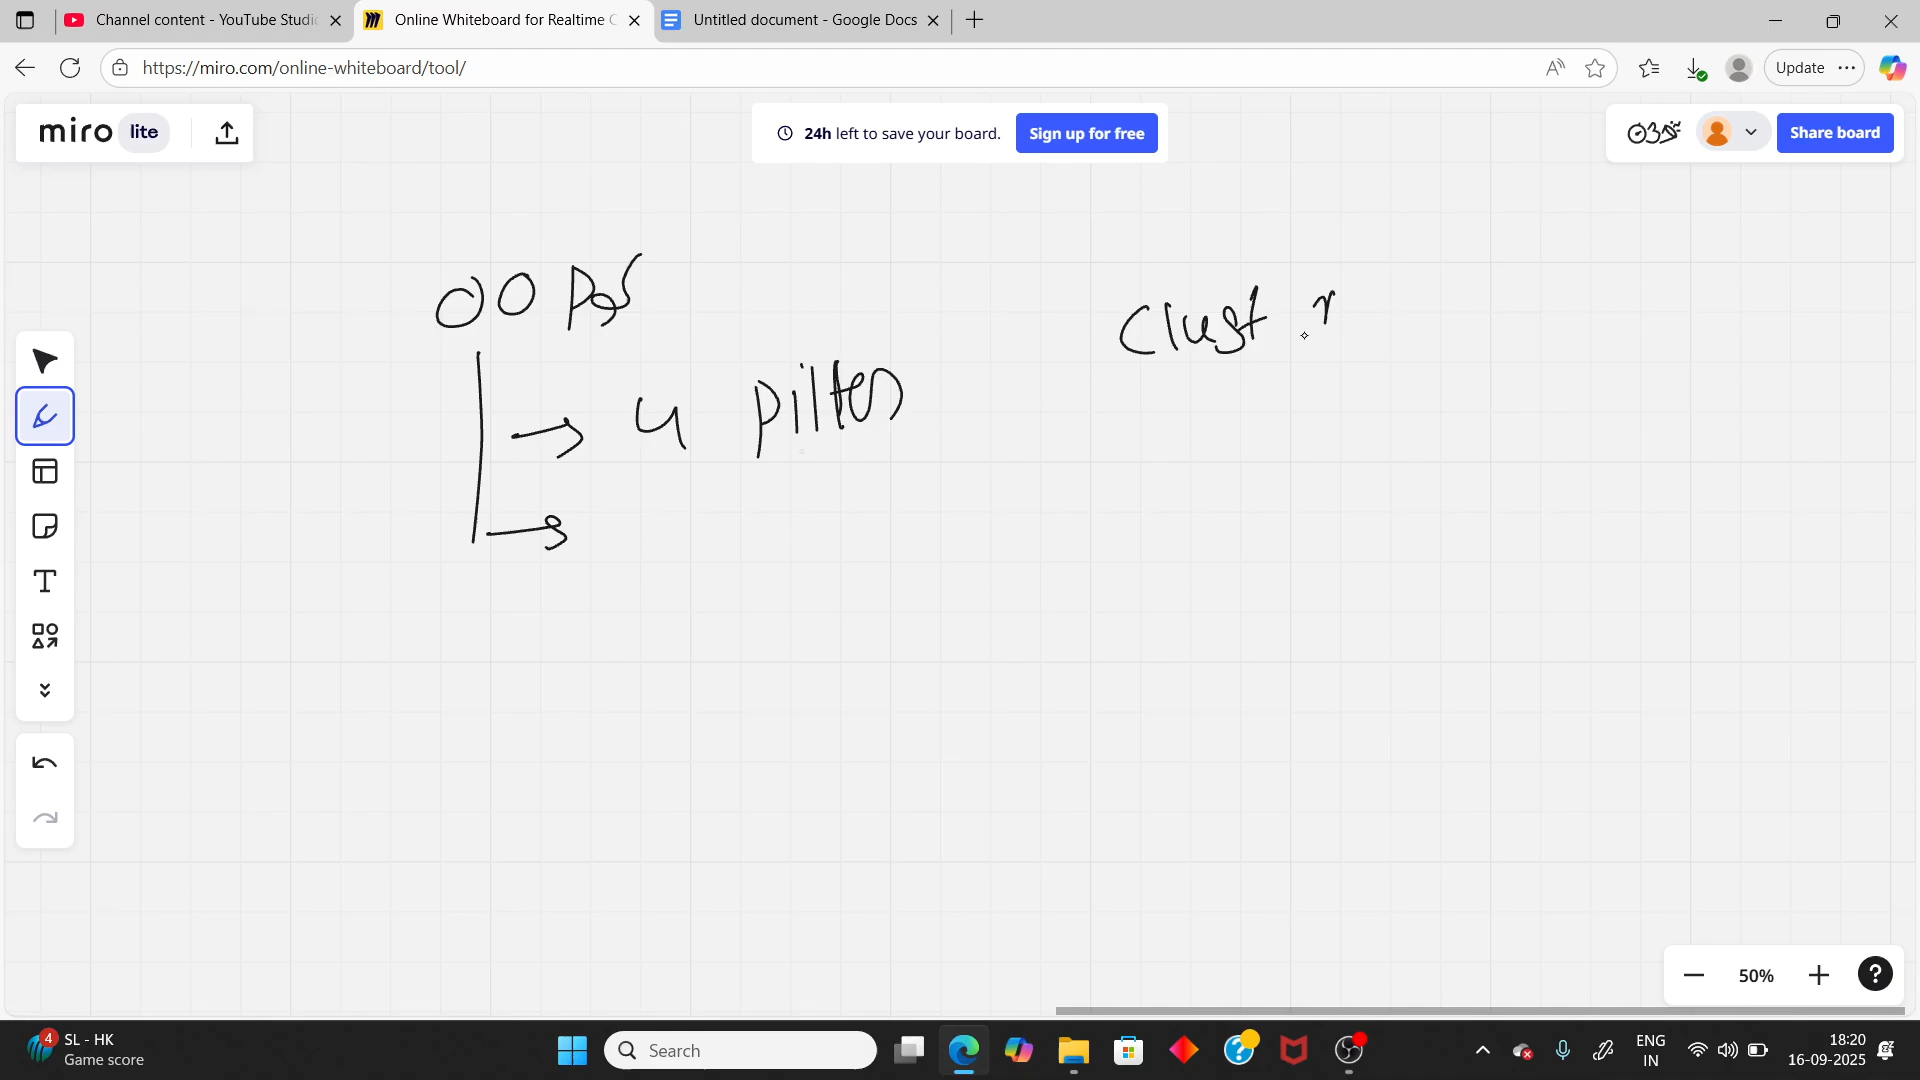 Channel content - YouTube Studi
Online Whiteboard for Realtime C
Untitled document - Google Docs
https://miro.com/online-whiteboard/tool/
Update
miro lite
24h left to save your board.
Sign up for free
Share board
OOPs
Clust r
4 pillers
50%
4
SL - HK
Game score
Search
ENG
IN
18:20
16-09-2025